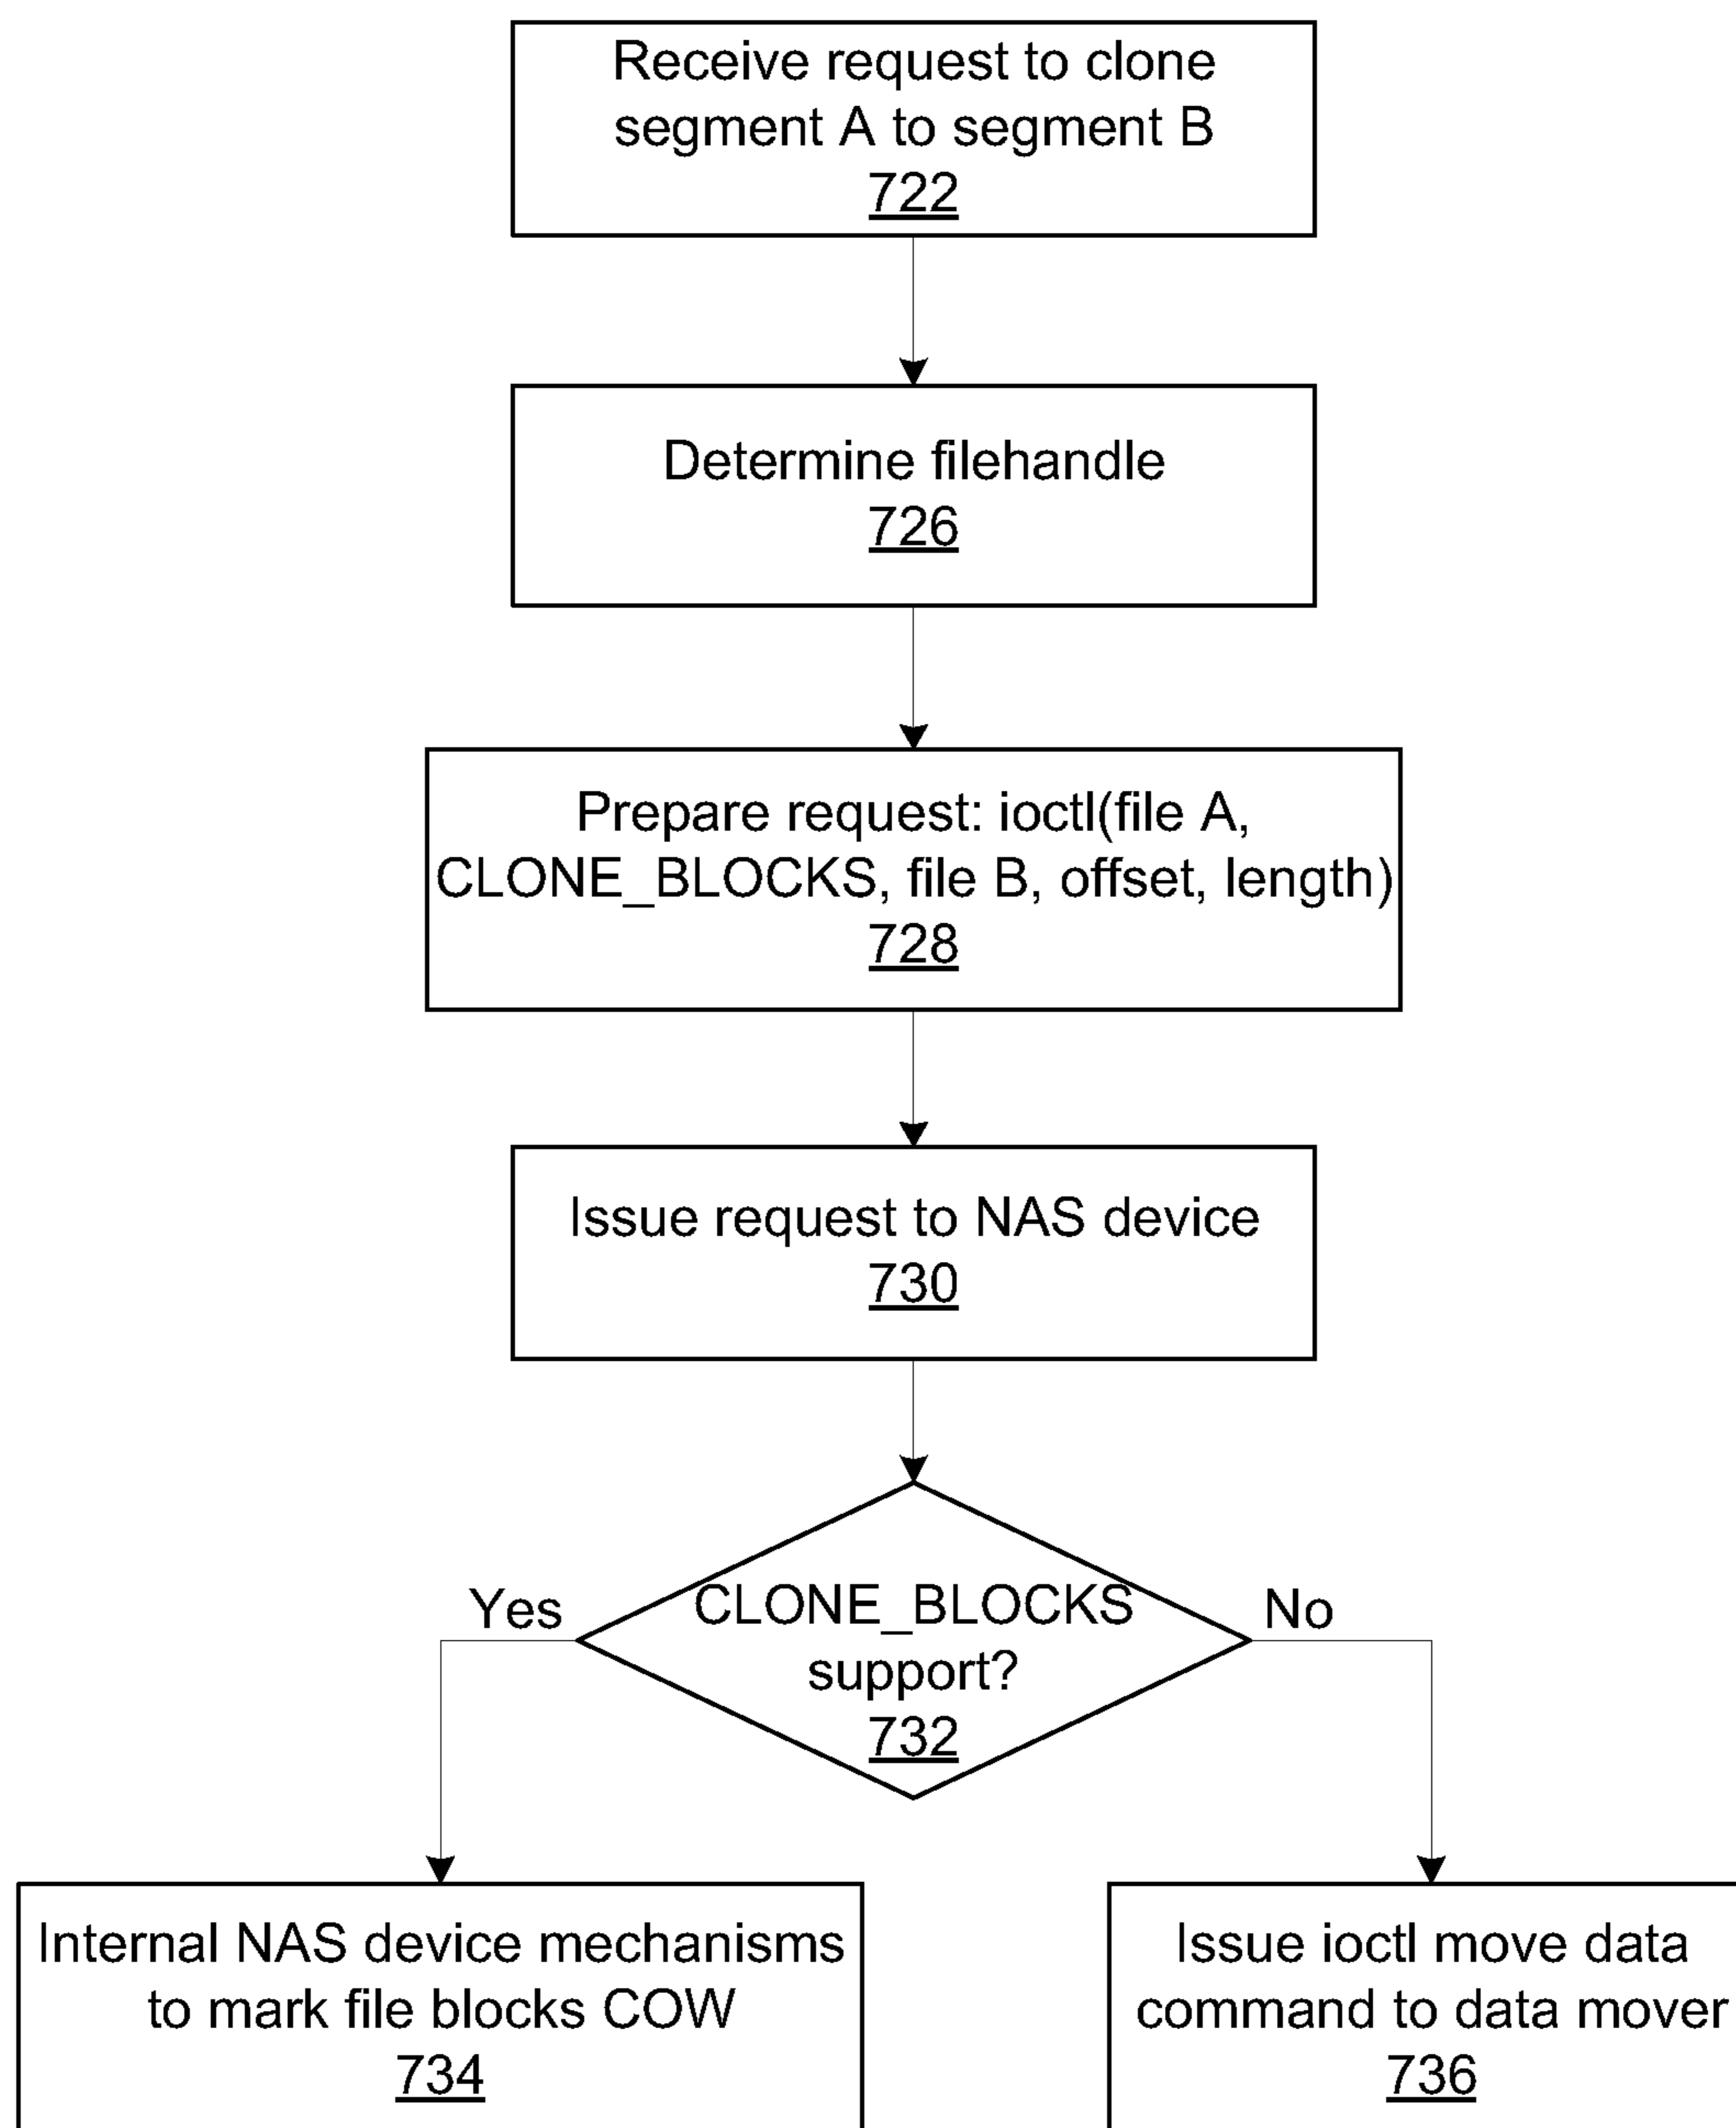 Receive request to clone
segment A to segment B
722
Determine filehandle
726
Prepare request: ioctl(file A,
CLONE_BLOCKS, file B, offset, length)
728
Issue request to NAS device
730
Yes
No
CLONE_BLOCKS
support?
732
Internal NAS device mechanisms
to mark file blocks COW
734
Issue ioctl move data
command to data mover
736